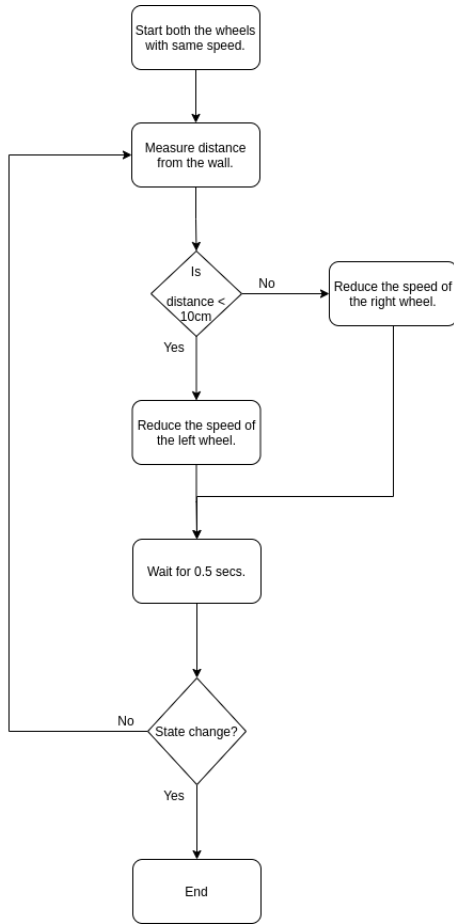 Start both the wheels
with same speed.
Measure distance
from the wall.
Is
distance <
10cm
No
Reduce the speed of
the right wheel.
Yes
Reduce the speed of
the left wheel.
Wait for 0.5 secs.
No
State change?
Yes
End